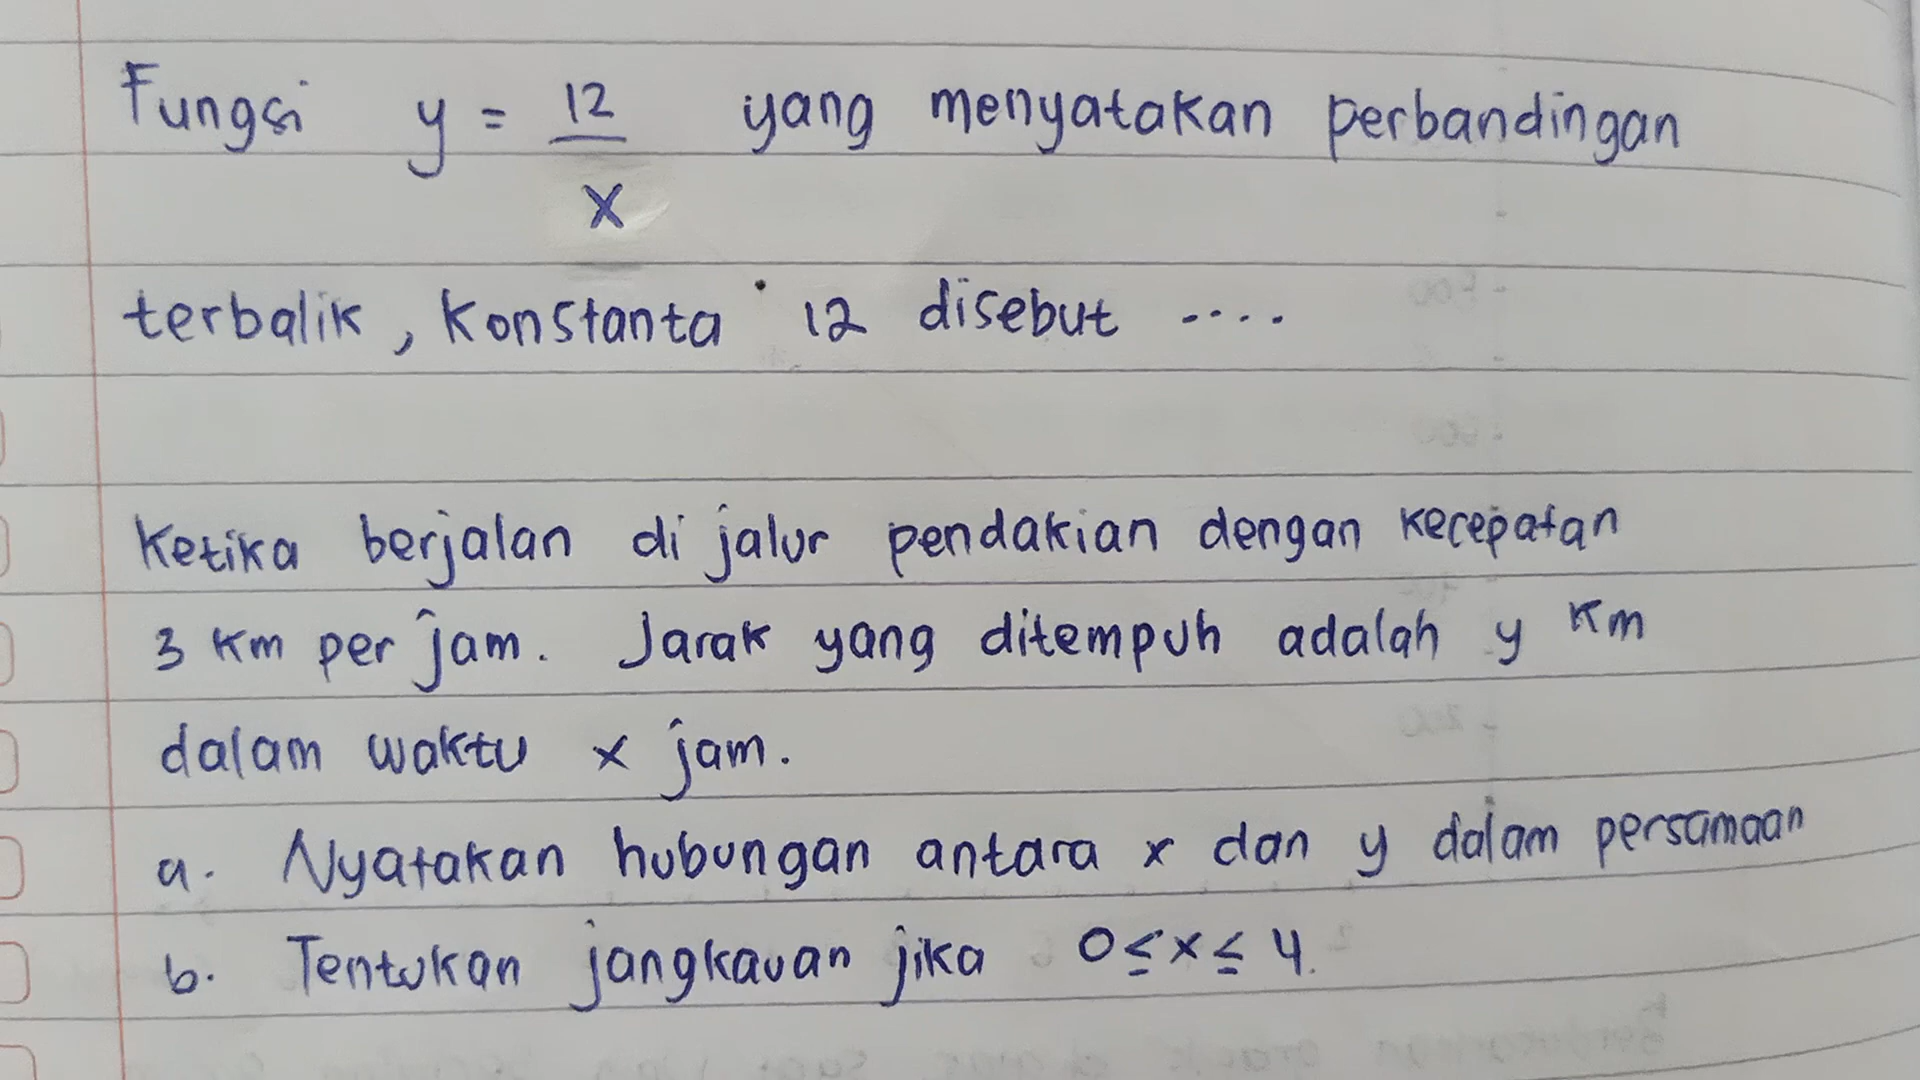 Fungsi y = 12/x yang menyatakan perbandingan
terbalik, Konstanta 12 disebut ....
Ketika berjalan di jalur pendakian dengan kecepatan
3 Km per jam. Jarak yang ditempuh adalah y Km
dalam waktu x jam.
a. Nyatakan hubungan antara x dan y dalam persamaan
b. Tentukan jangkauan jika 0 ≤ x ≤ 4.